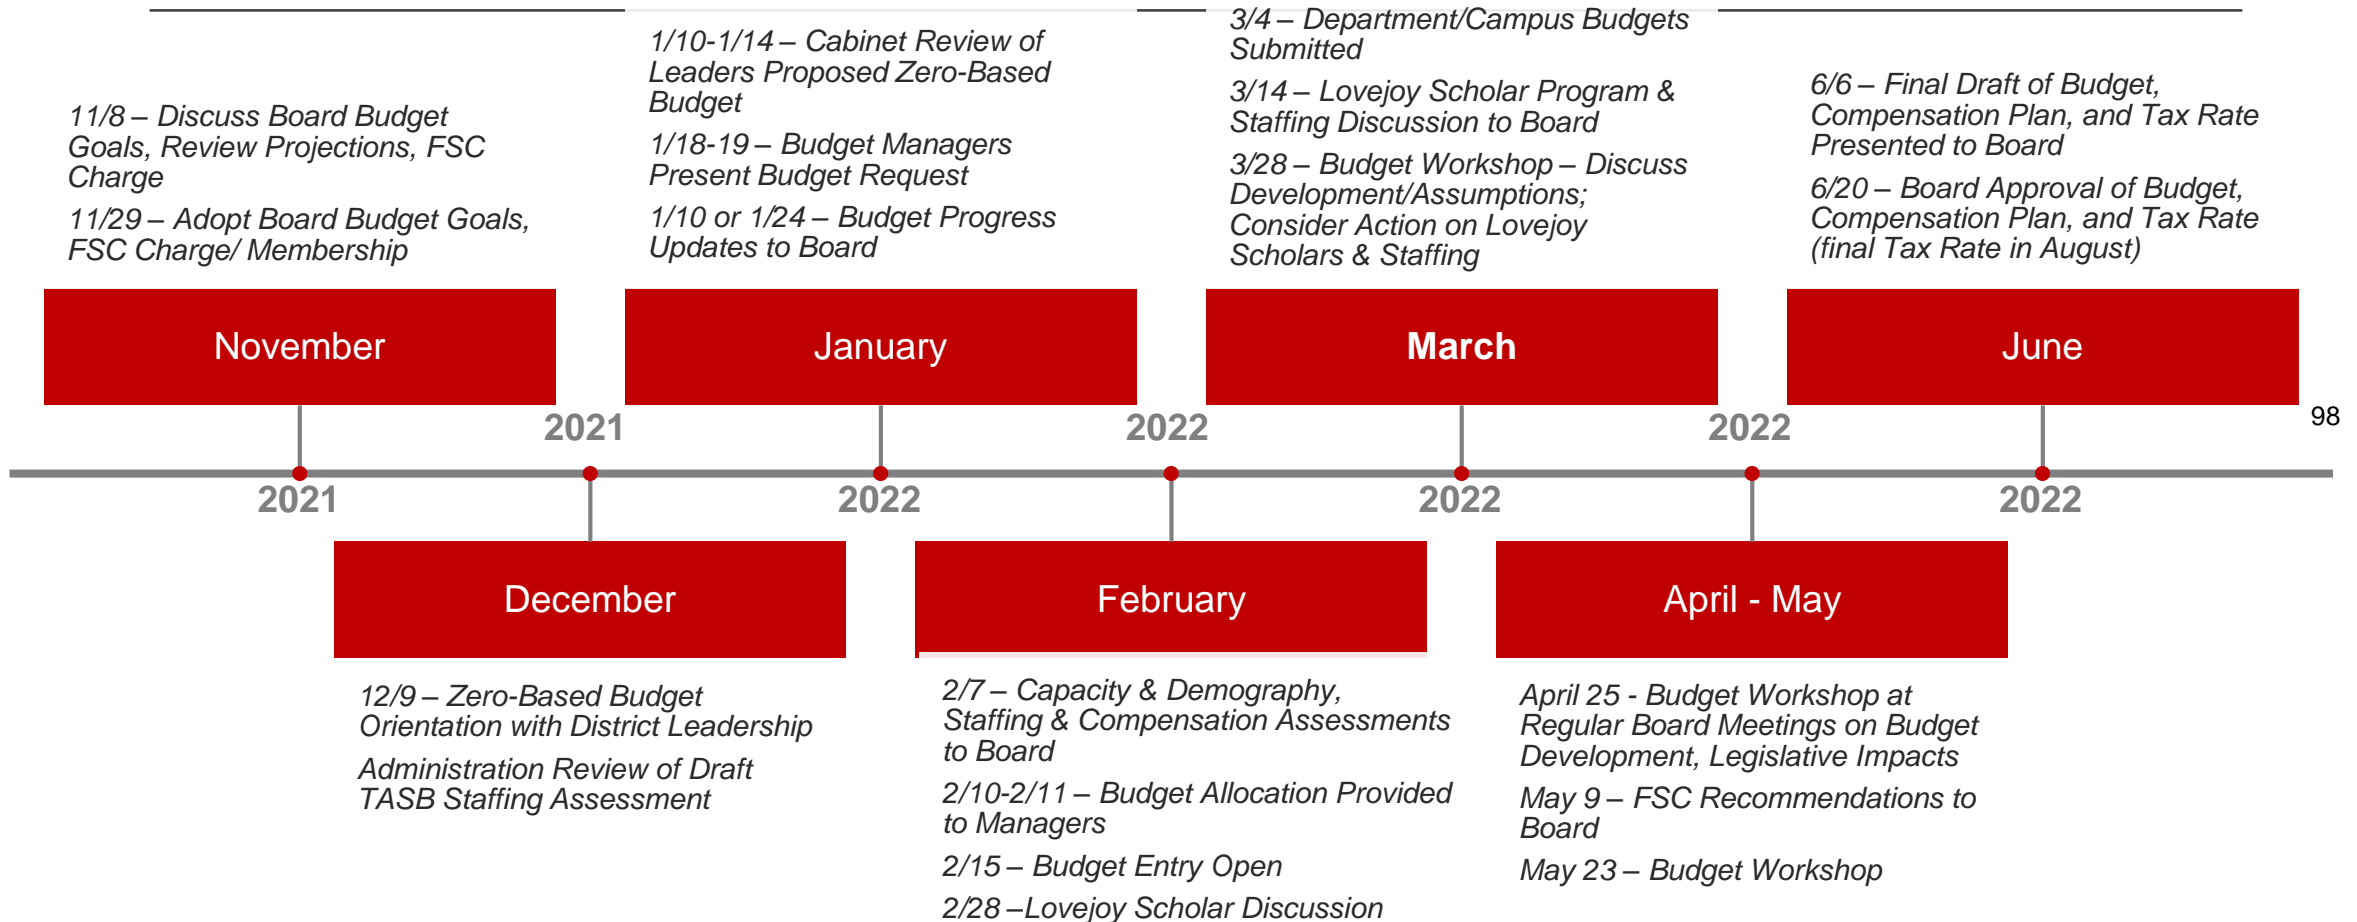 11/8 – Discuss Board Budget
Goals, Review Projections, FSC
Charge
11/29 – Adopt Board Budget Goals,
FSC Charge/ Membership
November
2021
12/9 – Zero-Based Budget
Orientation with District Leadership
Administration Review of Draft
TASB Staffing Assessment
December
2021
1/10-1/14 – Cabinet Review of
Leaders Proposed Zero-Based
Budget
1/18-19 – Budget Managers
Present Budget Request
1/10 or 1/24 – Budget Progress
Updates to Board
January
2022
2/7 – Capacity & Demography,
Staffing & Compensation Assessments
to Board
2/10-2/11 – Budget Allocation Provided
to Managers
2/15 – Budget Entry Open
2/28 –Lovejoy Scholar Discussion
February
2022
3/4 – Department/Campus Budgets
Submitted
3/14 – Lovejoy Scholar Program &
Staffing Discussion to Board
3/28 – Budget Workshop – Discuss
Development/Assumptions;
Consider Action on Lovejoy
Scholars & Staffing
March
2022
April - May
2022
April 25 - Budget Workshop at
Regular Board Meetings on Budget
Development, Legislative Impacts
May 9 – FSC Recommendations to
Board
May 23 – Budget Workshop
6/6 – Final Draft of Budget,
Compensation Plan, and Tax Rate
Presented to Board
6/20 – Board Approval of Budget,
Compensation Plan, and Tax Rate
(final Tax Rate in August)
June
2022
98